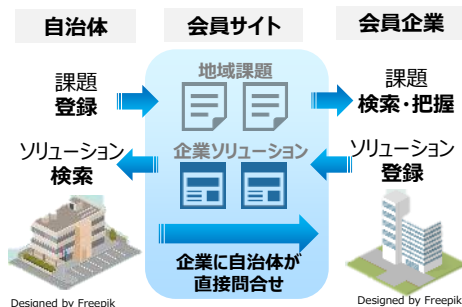 自治体
会員サイト
会員企業
地域課題
課題
登録
課題
検索・把握
ソリューション
検索
企業ソリューション
ソリューション
登録
企業に自治体が
直接問合せ
Designed by Freepik
Designed by Freepik